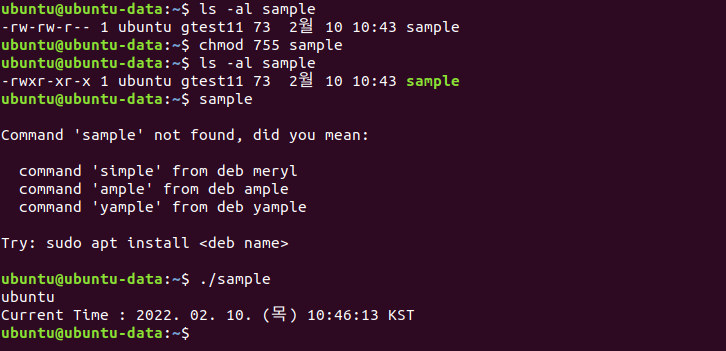 ubuntu@ubuntu-data:~$ ls -al sample
-rw-rw-r-- 1 ubuntu gtest11 73  2월 10 10:43 sample
ubuntu@ubuntu-data:~$ chmod 755 sample
ubuntu@ubuntu-data:~$ ls -al sample
-rwxr-xr-x 1 ubuntu gtest11 73  2월 10 10:43 sample
ubuntu@ubuntu-data:~$ sample
Command 'sample' not found, did you mean:
  command 'simple' from deb meryl
  command 'ample' from deb ample
  command 'yample' from deb yample
Try: sudo apt install <deb name>
ubuntu@ubuntu-data:~$ ./sample
ubuntu
Current Time : 2022. 02. 10. (목) 10:46:13 KST
ubuntu@ubuntu-data:~$